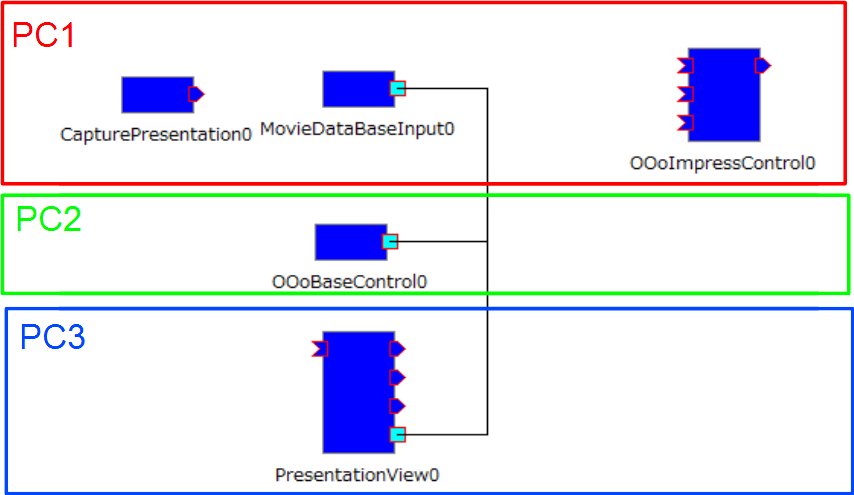 PC1
CapturePresentation0
MovieDataBaseInput0
OOoImpressControl0
PC2
OOoBaseControl0
PC3
PresentationView0